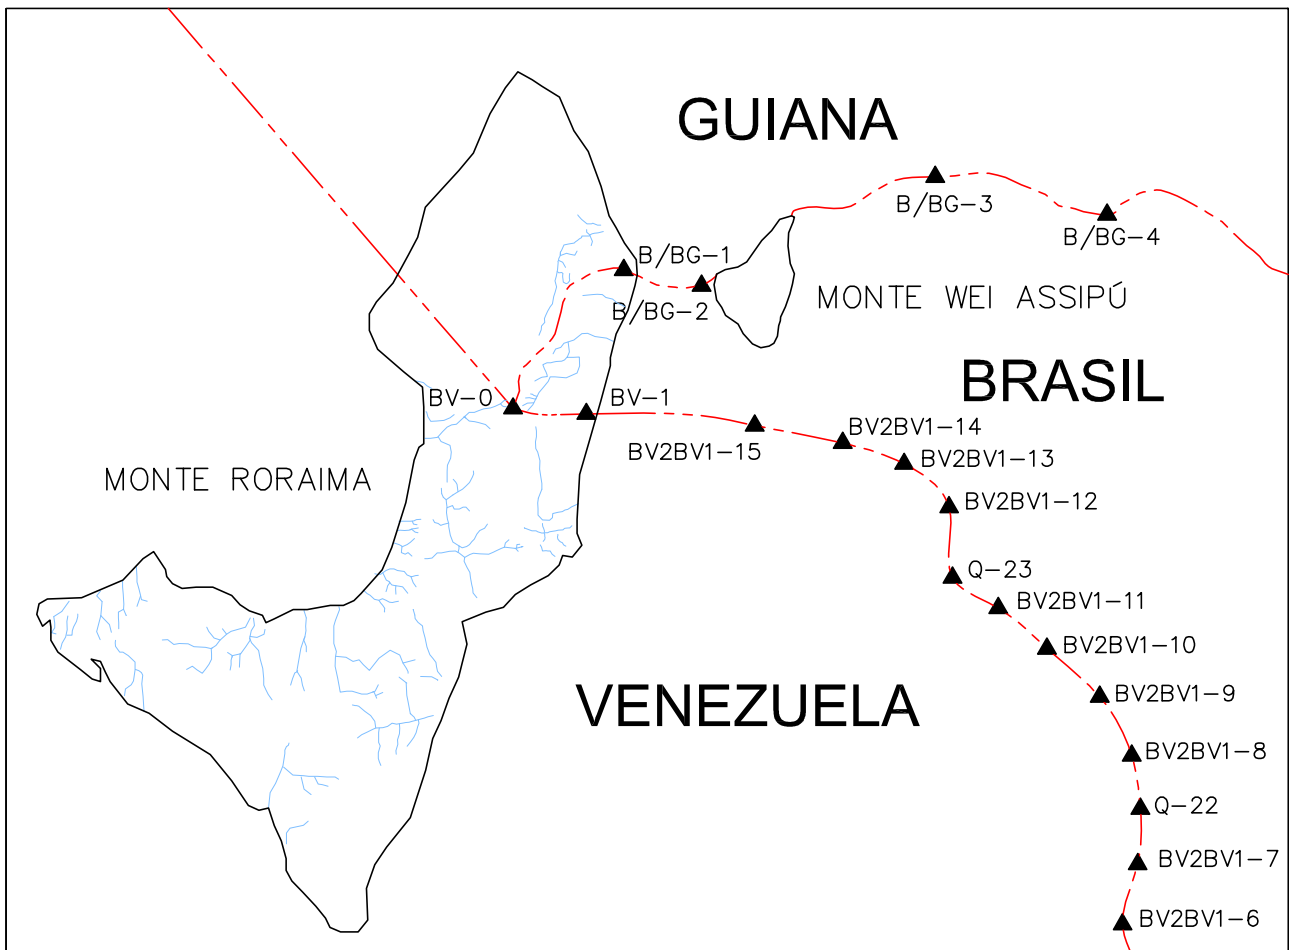 GUIANA
B/BG-3
B/BG-4
B/BG-1
B/BG-2
MONTE WEI ASSIPÚ
BRASIL
BV-0
BV-1
BV2BV1-15
BV2BV1-14
BV2BV1-13
MONTE RORAIMA
BV2BV1-12
Q-23
BV2BV1-11
BV2BV1-10
VENEZUELA
BV2BV1-9
BV2BV1-8
Q-22
BV2BV1-7
BV2BV1-6